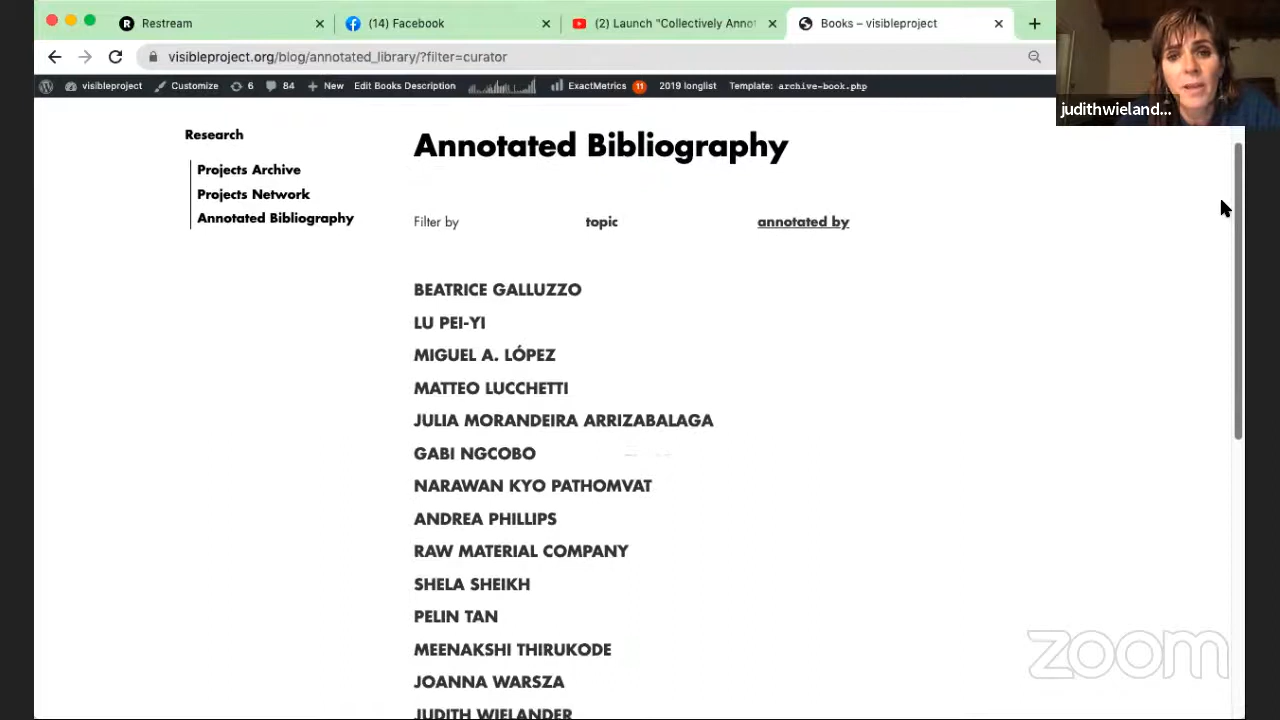 Restream
(14) Facebook
(2) Launch "Collectively Anno
Books – visibleproject
visibleproject.org/blog/annotated_library/?filter=curator
visibleproject
Customize
6
84
New
Edit Books Description
ExactMetrics 11
2019 longlist
Template: archive-book.php
judithwieland...
Research
Projects Archive
Projects Network
Annotated Bibliography
Annotated Bibliography
Filter by topic annotated by
BEATRICE GALLUZZO
LU PEI-YI
MIGUEL A. LÓPEZ
MATTEO LUCCHETTI
JULIA MORANDEIRA ARRIZABALAGA
GABI NGCOBO
NARAWAN KYO PATHOMVAT
ANDREA PHILLIPS
RAW MATERIAL COMPANY
SHELA SHEIKH
PELIN TAN
MEENAKSHI THIRUKODE
JOANNA WARSZA
JUDITH WIELANDER
zoom